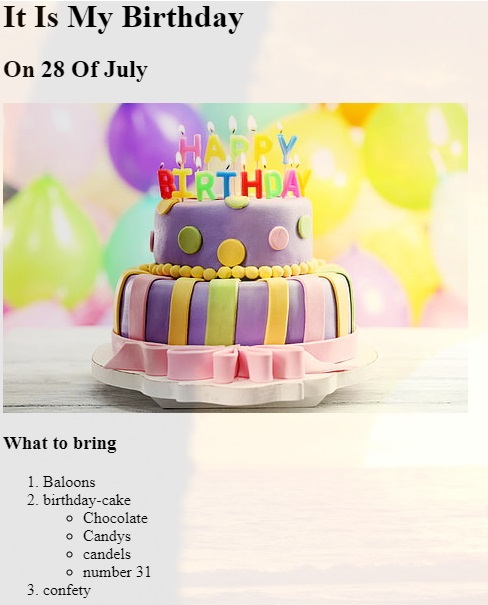 It Is My Birthday
On 28 Of July
HAPPY
BIRTHDAY
What to bring
1. Baloons
2. birthday-cake
Chocolate
Candys
candels
number 31
3. confety